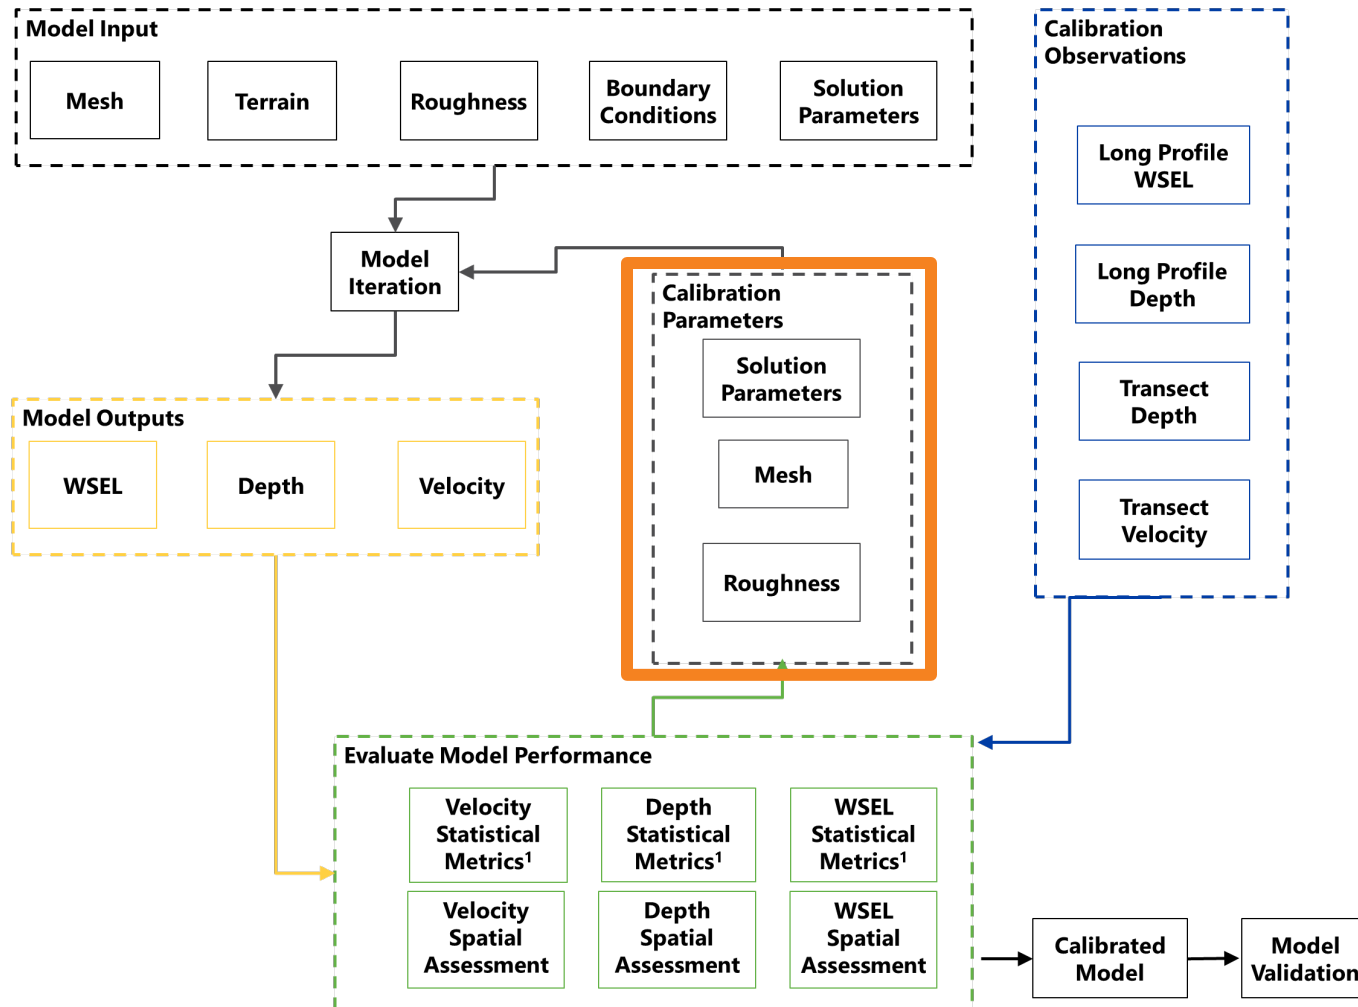 Model Input
Mesh
Terrain
Roughness
Boundary
Conditions
Solution
Parameters
Calibration
Observations
Long Profile
WSEL
Long Profile
Depth
Transect
Depth
Transect
Velocity
Model
Iteration
Calibration
Parameters
Solution
Parameters
Mesh
Roughness
Model Outputs
WSEL
Depth
Velocity
Evaluate Model Performance
Velocity
Statistical
Metrics¹
Depth
Statistical
Metrics¹
WSEL
Statistical
Metrics¹
Velocity
Spatial
Assessment
Depth
Spatial
Assessment
WSEL
Spatial
Assessment
Calibrated
Model
Model
Validation